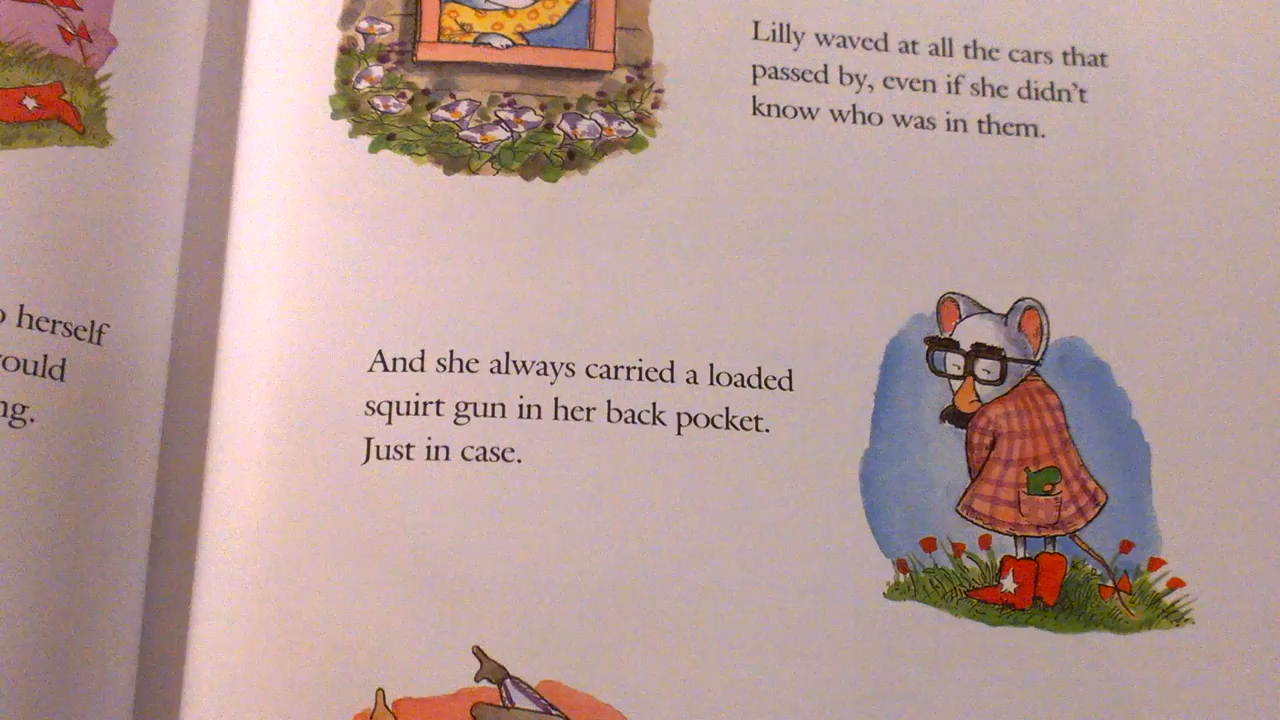 herself
ould
ng.
Lilly waved at all the cars that
passed by, even if she didn't
know who was in them.
And she always carried a loaded
squirt gun in her back pocket.
Just in case.